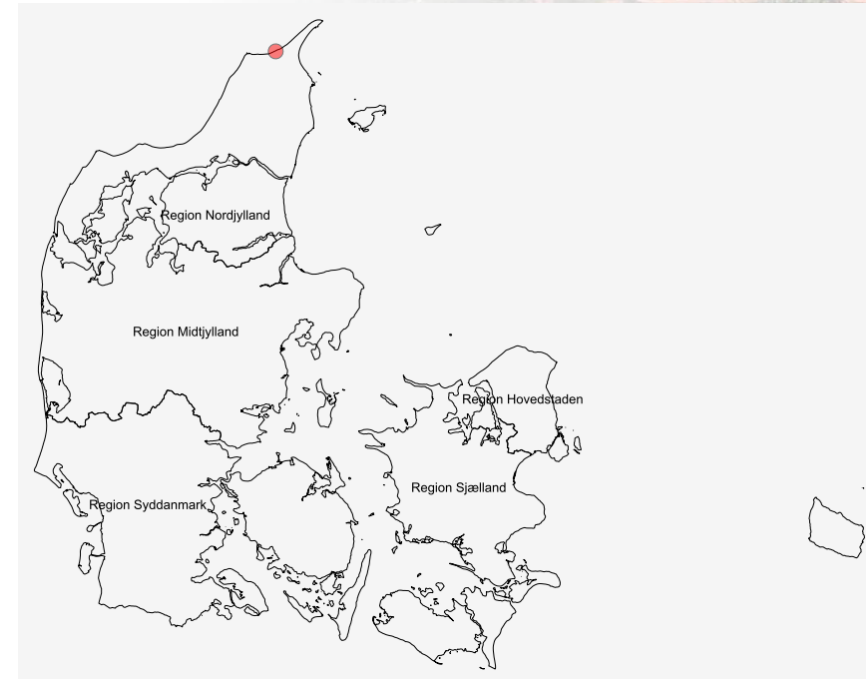 Region Nordjylland
Region Midtjylland
Region Hovedstaden
Region Sjælland
Region Syddanmark